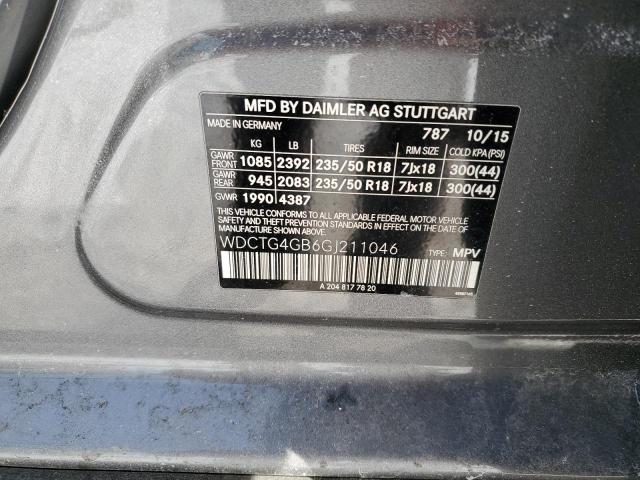 MFD BY DAIMLER AG STUTTGART
MADE IN GERMANY 787 10/15
KG LB TIRES RIM SIZE COLD KPA(PSI)
GAWR FRONT 1085 2392 235/50 R18 7Jx18 300(44)
GAWR REAR 945 2083 235/50 R18 7Jx18 300(44)
GVWR 1990 4387
THIS VEHICLE CONFORMS TO ALL APPLICABLE FEDERAL MOTOR VEHICLE
SAFETY AND THEFT PREVENTION STANDARDS IN EFFECT ON THE DATE
OF MANUFACTURE SHOWN ABOVE.
WDCTG4GB6GJ211046 TYPE: MPV
A 204 817 78 20